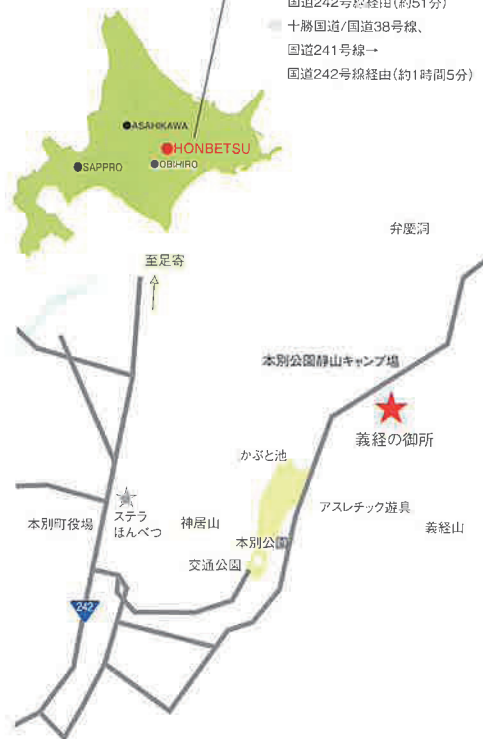 国道242号線経由(約51分)
十勝国道/国道38号線、
国道241号線→
国道242号線経由(約1時間5分)
ASAHIKAWA
HONBETSU
SAPPRO
OBIHIRO
弁慶洞
至足寄
本別公園静山キャンプ場
義経の御所
かぶと池
アスレチック遊具
義経山
本別町役場
ステラ
ほんべつ
神居山
本別公園
交通公園
242